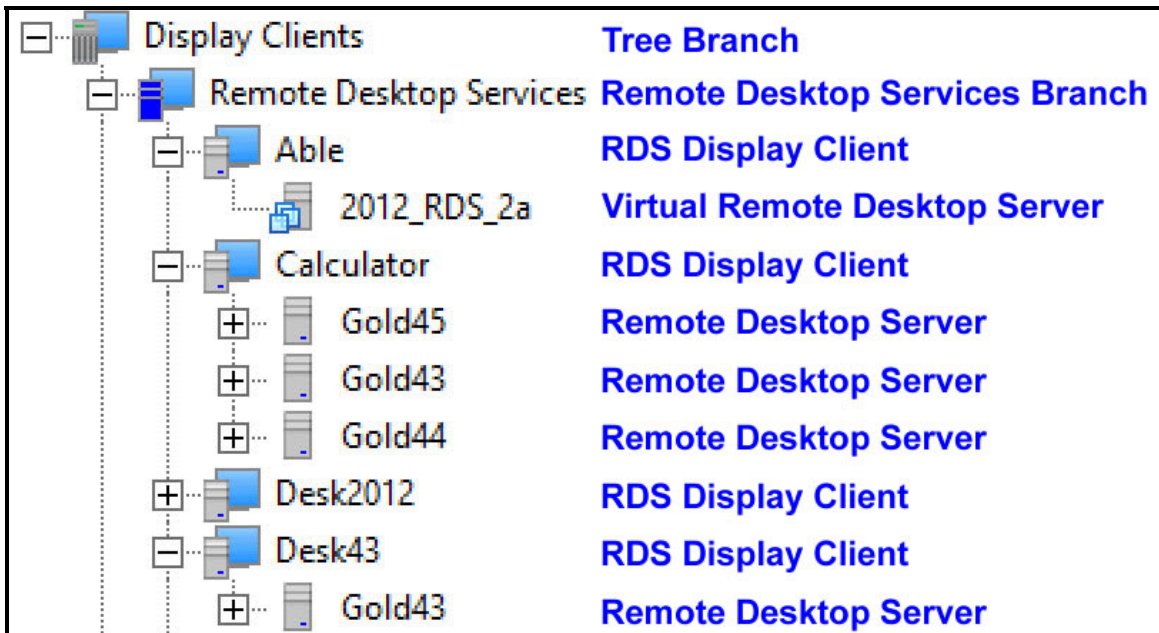 Display Clients Tree Branch
Remote Desktop Services Remote Desktop Services Branch
Able RDS Display Client
2012_RDS_2a Virtual Remote Desktop Server
Calculator RDS Display Client
Gold45 Remote Desktop Server
Gold43 Remote Desktop Server
Gold44 Remote Desktop Server
Desk2012 RDS Display Client
Desk43 RDS Display Client
Gold43 Remote Desktop Server